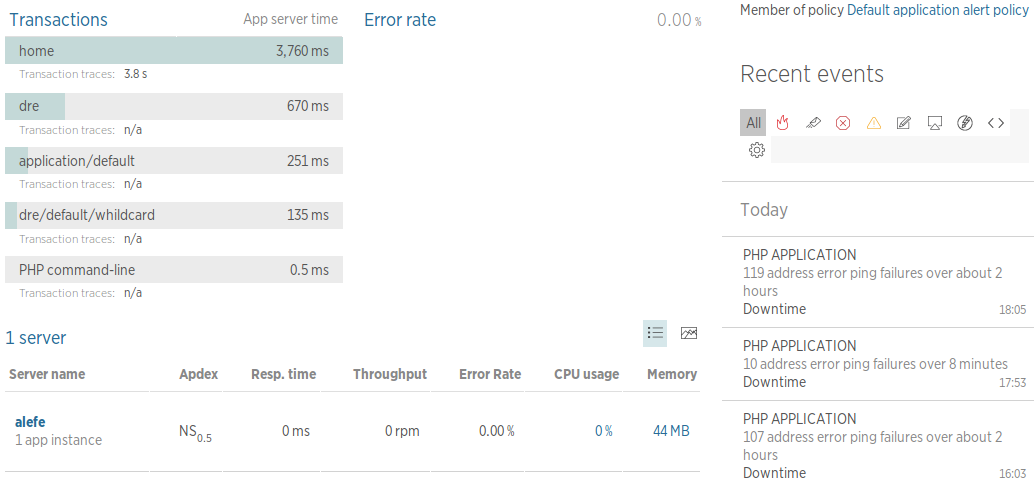 Transactions
App server time
home
3,760 ms
Transaction traces: 3.8 s
dre
670 ms
Transaction traces: n/a
application/default
251 ms
Transaction traces: n/a
dre/default/whildcard
135 ms
Transaction traces: n/a
PHP command-line
0.5 ms
Transaction traces: n/a
Error rate
0.00 %
1 server
Server name Apdex Resp. time Throughput Error Rate CPU usage Memory
alefe
1 app instance
NS0.5 0 ms 0 rpm 0.00 % 0 % 44 MB
Member of policy Default application alert policy
Recent events
All
Today
PHP APPLICATION
119 address error ping failures over about 2
hours
Downtime 18:05
PHP APPLICATION
10 address error ping failures over 8 minutes
Downtime 17:53
PHP APPLICATION
107 address error ping failures over about 2
hours
Downtime 16:03